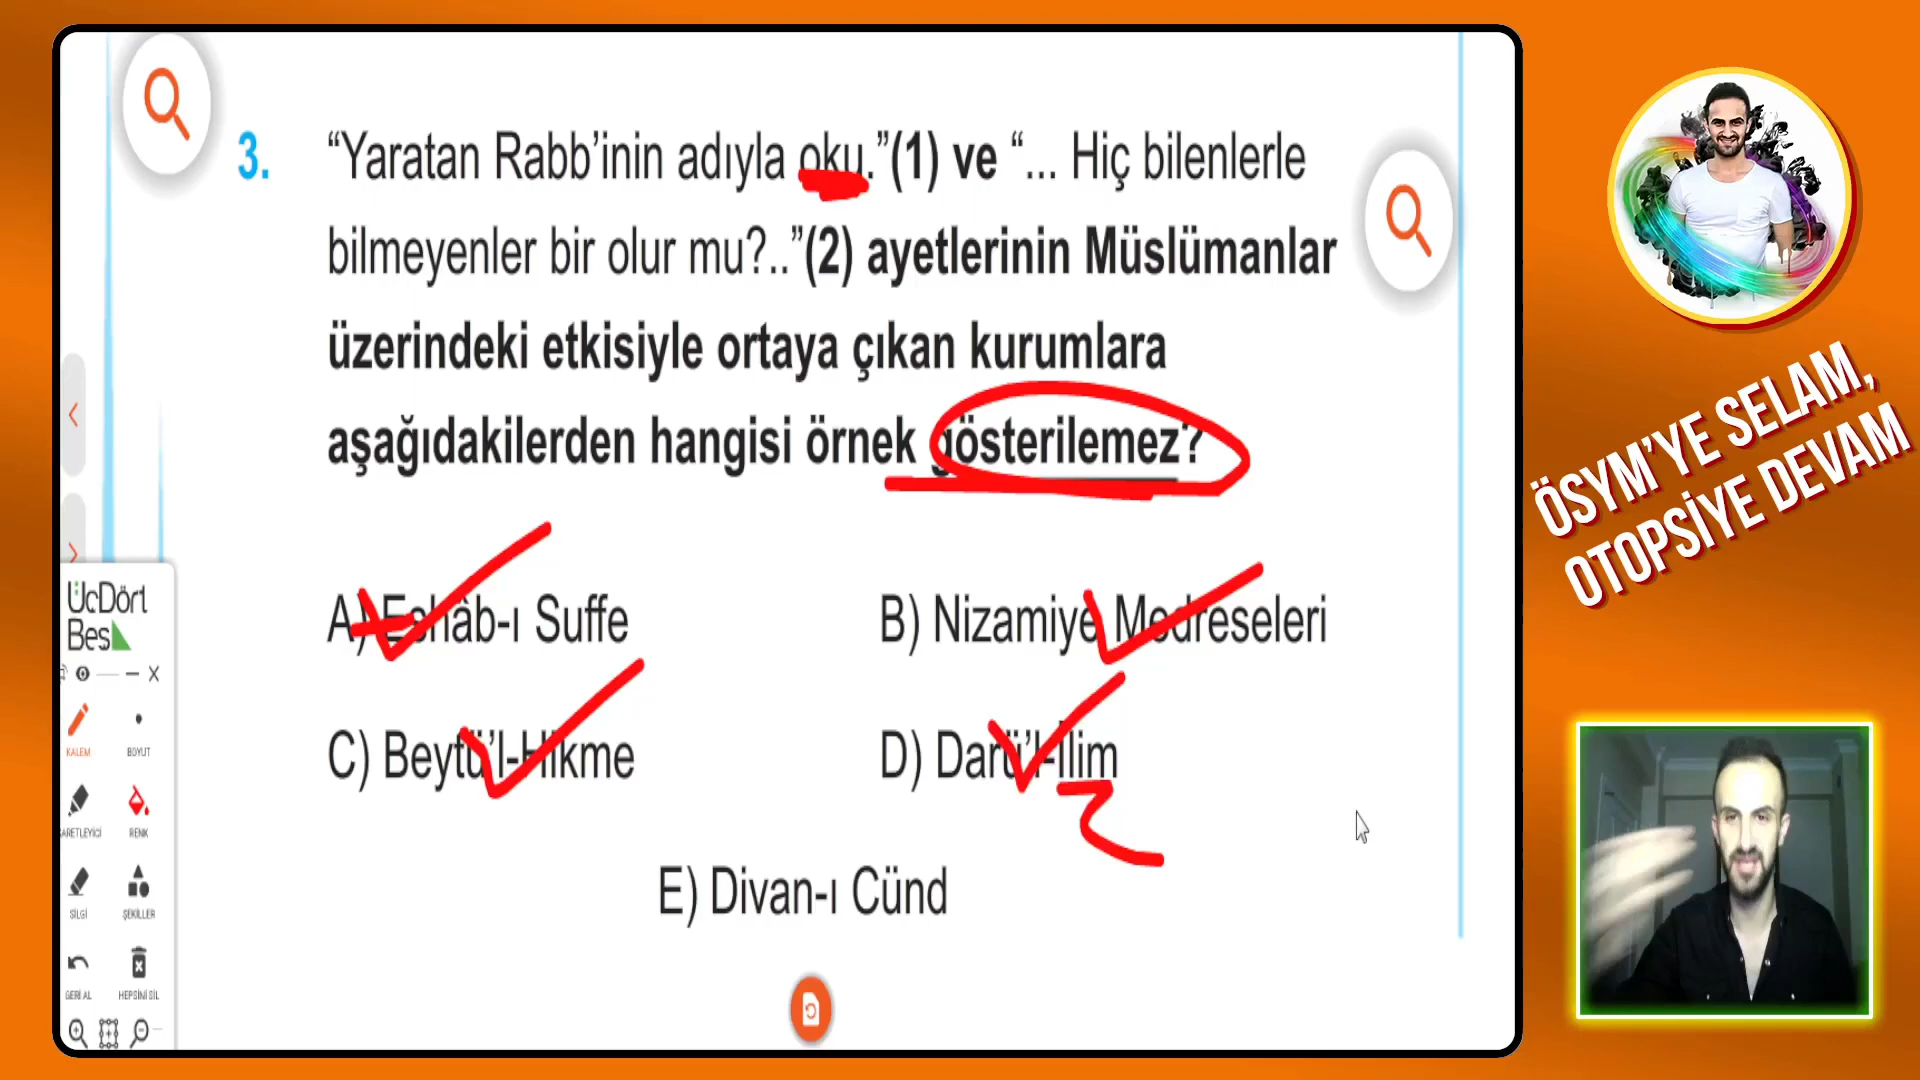 3. “Yaratan Rabb’inin adıyla oku.”(1) ve “... Hiç bilenlerle
bilmeyenler bir olur mu?..”(2) ayetlerinin Müslümanlar
üzerindeki etkisiyle ortaya çıkan kurumlara
aşağıdakilerden hangisi örnek gösterilemez?
A) Eshâb-ı Suffe
B) Nizamiye Medreseleri
C) Beytü’l-Hikme
D) Darü’l-İlim
E) Divan-ı Cünd
ÖSYM’YE SELAM,
OTOPSİYE DEVAM
ÜçDört
Beş
KALEM
BOYUT
RENK
SİLGİ
ŞEKİLLER
GERİ AL
HEPSİNİ SİL